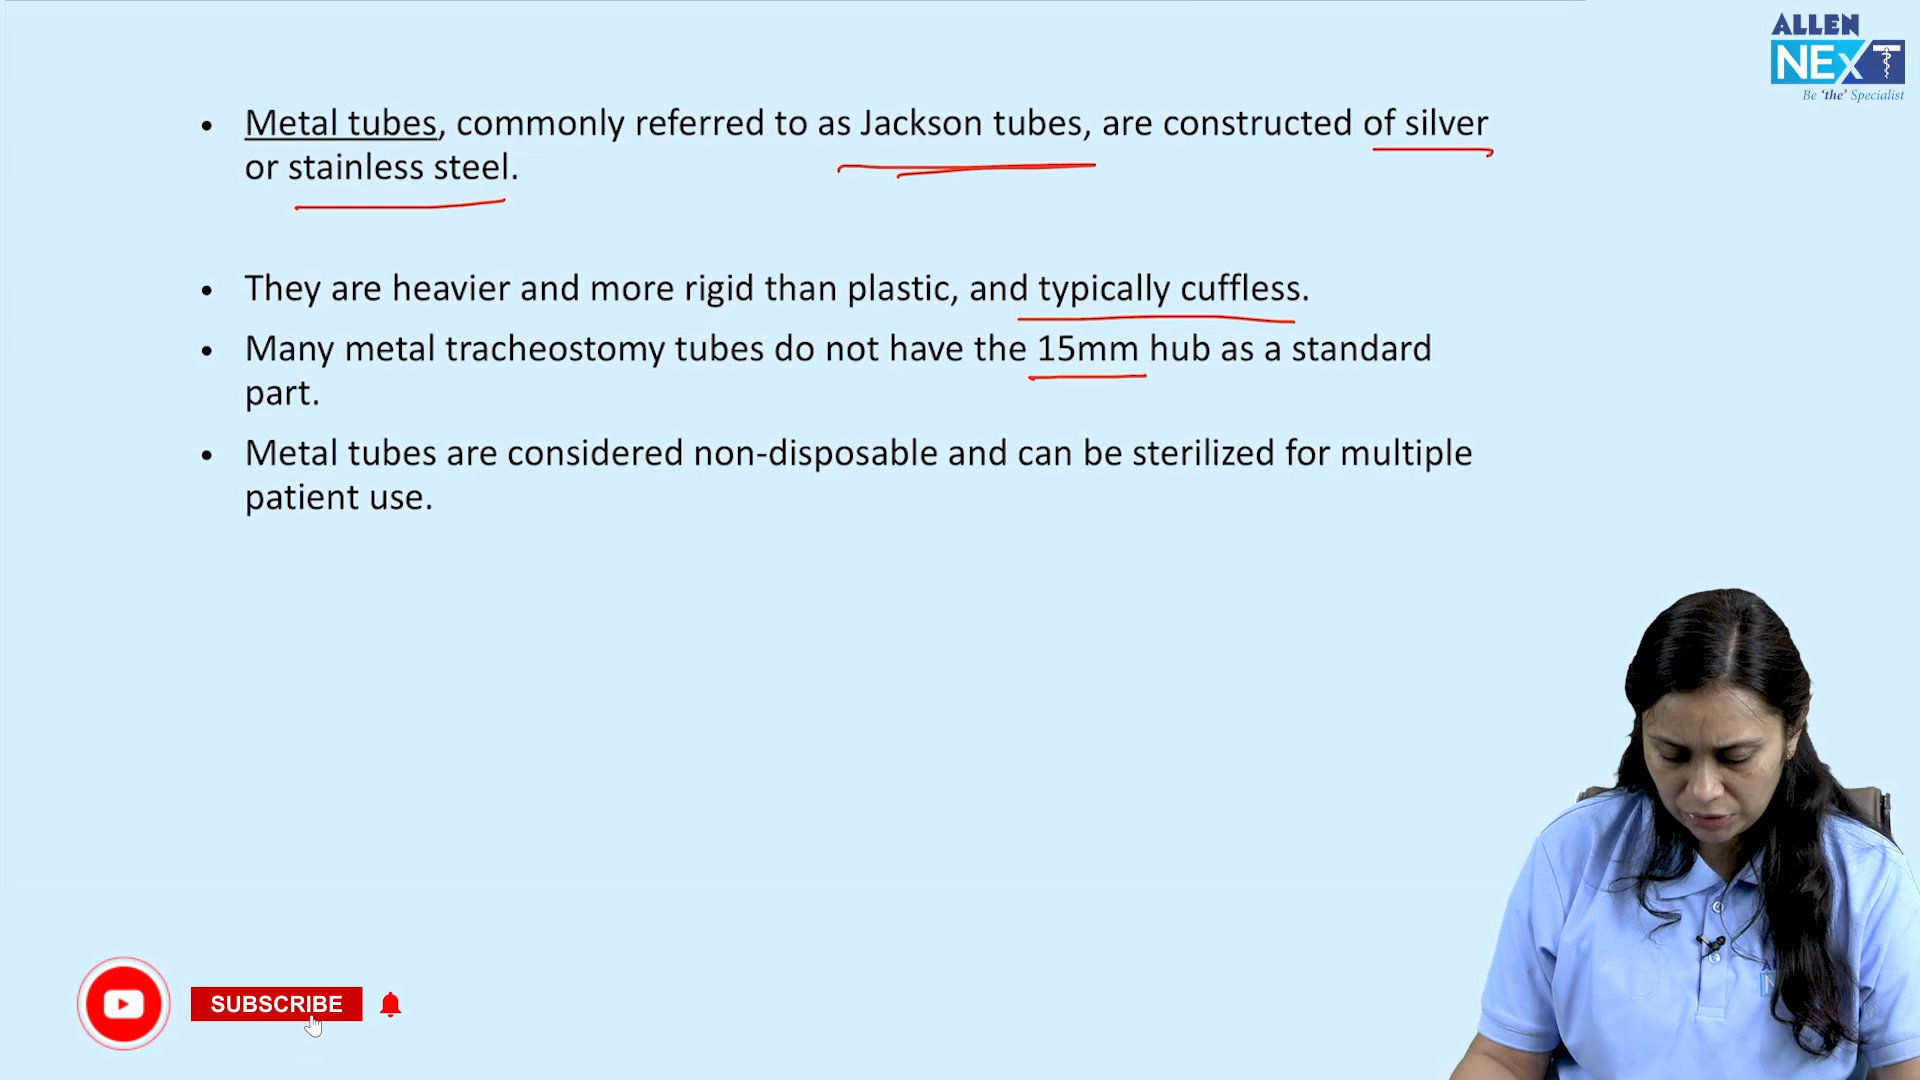 ALLEN
NEXT
Be 'the' Specialist
• Metal tubes, commonly referred to as Jackson tubes, are constructed of silver
or stainless steel.
• They are heavier and more rigid than plastic, and typically cuffless.
• Many metal tracheostomy tubes do not have the 15mm hub as a standard
part.
• Metal tubes are considered non-disposable and can be sterilized for multiple
patient use.
SUBSCRIBE